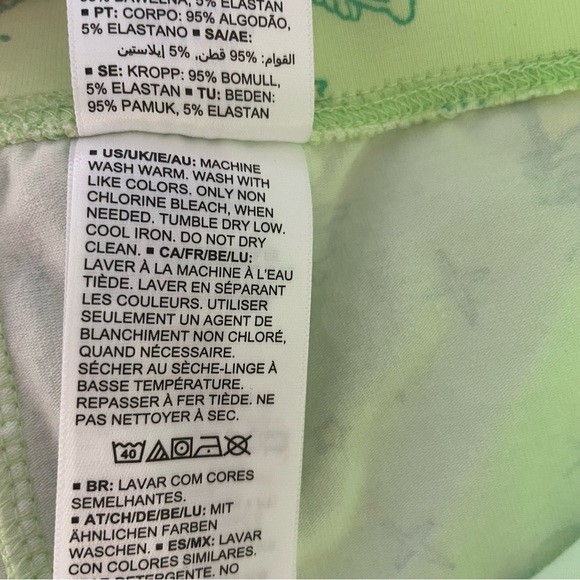 5% ELASTAN
■ PT: CORPO: 95% ALGODÃO,
5% ELASTANO ■ SA/AE:
القوام: 95% قطن، 5% إيلاستين
■ SE: KROPP: 95% BOMULL,
5% ELASTAN ■ TU: BEDEN:
95% PAMUK, 5% ELASTAN
■ US/UK/IE/AU: MACHINE
WASH WARM. WASH WITH
LIKE COLORS. ONLY NON
CHLORINE BLEACH, WHEN
NEEDED. TUMBLE DRY LOW.
COOL IRON. DO NOT DRY
CLEAN. ■ CA/FR/BE/LU:
LAVER À LA MACHINE À L'EAU
TIÈDE. LAVER EN SÉPARANT
LES COULEURS. UTILISER
SEULEMENT UN AGENT DE
BLANCHIMENT NON CHLORÉ,
QUAND NÉCESSAIRE.
SÉCHER AU SÈCHE-LINGE À
BASSE TEMPÉRATURE.
REPASSER À FER TIÈDE. NE
PAS NETTOYER À SEC.
40
■ BR: LAVAR COM CORES
SEMELHANTES.
■ AT/CH/DE/BE/LU: MIT
ÄHNLICHEN FARBEN
WASCHEN. ■ ES/MX: LAVAR
CON COLORES SIMILARES.
DETERGENTE. NO